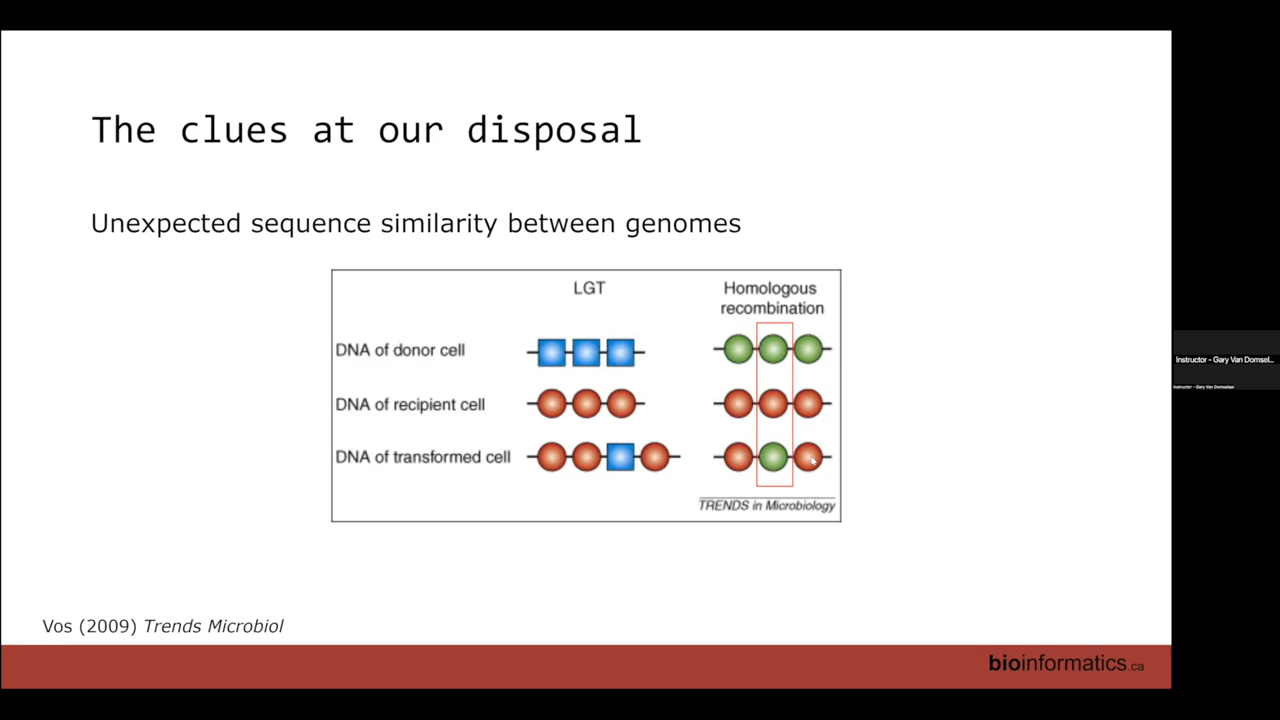 The clues at our disposal
Unexpected sequence similarity between genomes
LGT
Homologous
recombination
DNA of donor cell
DNA of recipient cell
DNA of transformed cell
TRENDS in Microbiology
Vos (2009) Trends Microbiol
bioinformatics.ca
Instructor - Gary Van Domsel...
Instructor - Gary Van Domselaar